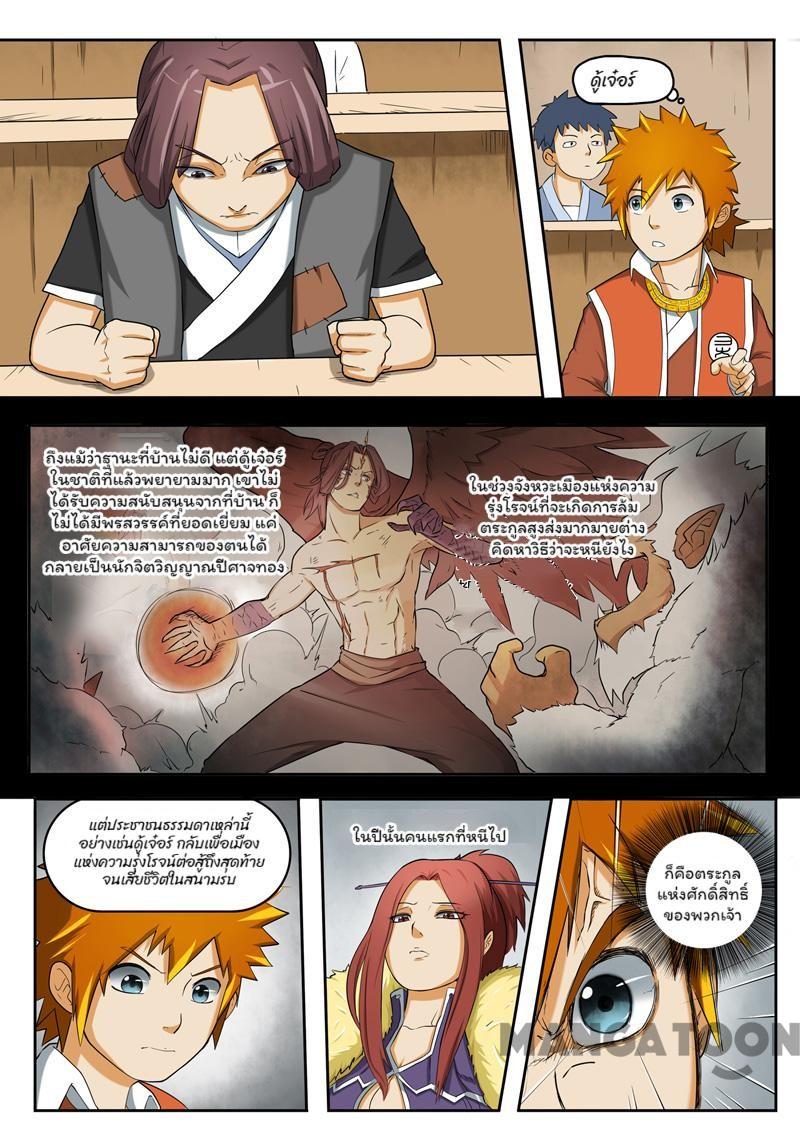 ดู้เจ๋อร์
ถึงแม้ว่าฐานะที่บ้านไม่ดี แต่ดู้เจ๋อร์
ในชาติที่แล้วพยายามมาก เขาไม่
ได้รับความสนับสนุนจากที่บ้าน ก็
ไม่ได้มีพรสวรรค์ที่ยอดเยี่ยม แค่
อาศัยความสามารถของตนได้
กลายเป็นนักจิตวิญญาณปีศาจทอง
ในช่วงจังหวะเมืองแห่งความ
รุ่งโรจน์ที่จะเกิดการล้ม
ตระกูลสูงส่งมากมายต่าง
คิดหาวิธีว่าจะหนียังไง
แต่ประชาชนธรรมดาเหล่านี้
อย่างเช่นดู้เจ๋อร์ กลับเพื่อเมือง
แห่งความรุ่งโรจน์ต่อสู้ถึงสุดท้าย
จนเสียชีวิตในสนามรบ
ในปีนั้นคนแรกที่หนีไป
ก็คือตระกูล
แห่งศักดิ์สิทธิ์
ของพวกเจ้า
MANGATOON